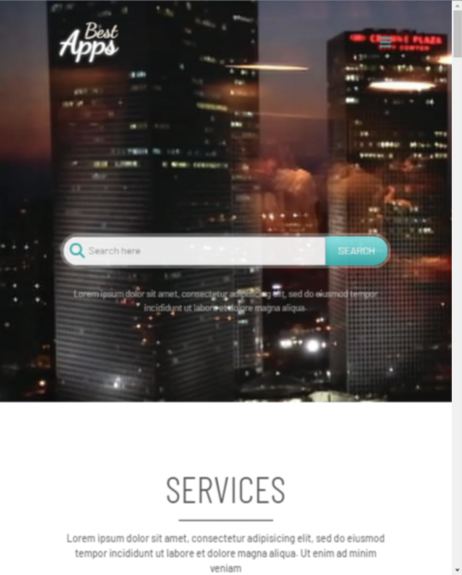 Best
Apps
CROWNE PLAZA
CITY CENTER
Search here
SEARCH
Lorem ipsum dolor sit amet, consectetur adipisicing elit, sed do eiusmod tempor
incididunt ut labore et dolore magna aliqua.
SERVICES
Lorem ipsum dolor sit amet, consectetur adipisicing elit, sed do eiusmod
tempor incididunt ut labore et dolore magna aliqua. Ut enim ad minim
veniam